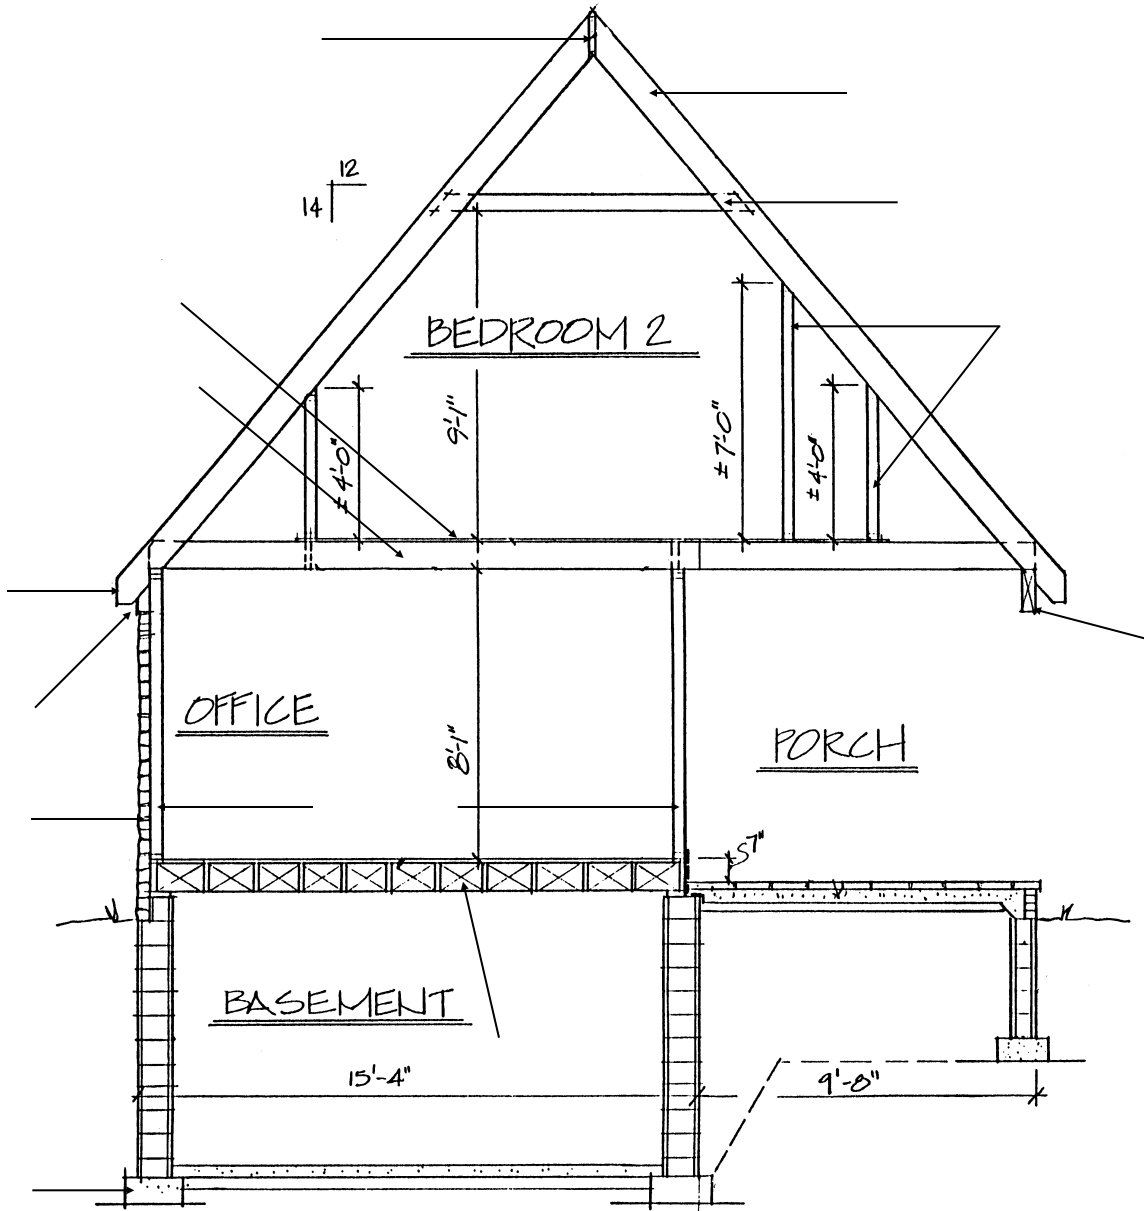 12
14
BEDROOM 2
9'-1"
± 7'-0"
± 4'-0"
± 4'-0"
OFFICE
8'-1"
PORCH
7"
BASEMENT
15'-4"
9'-8"